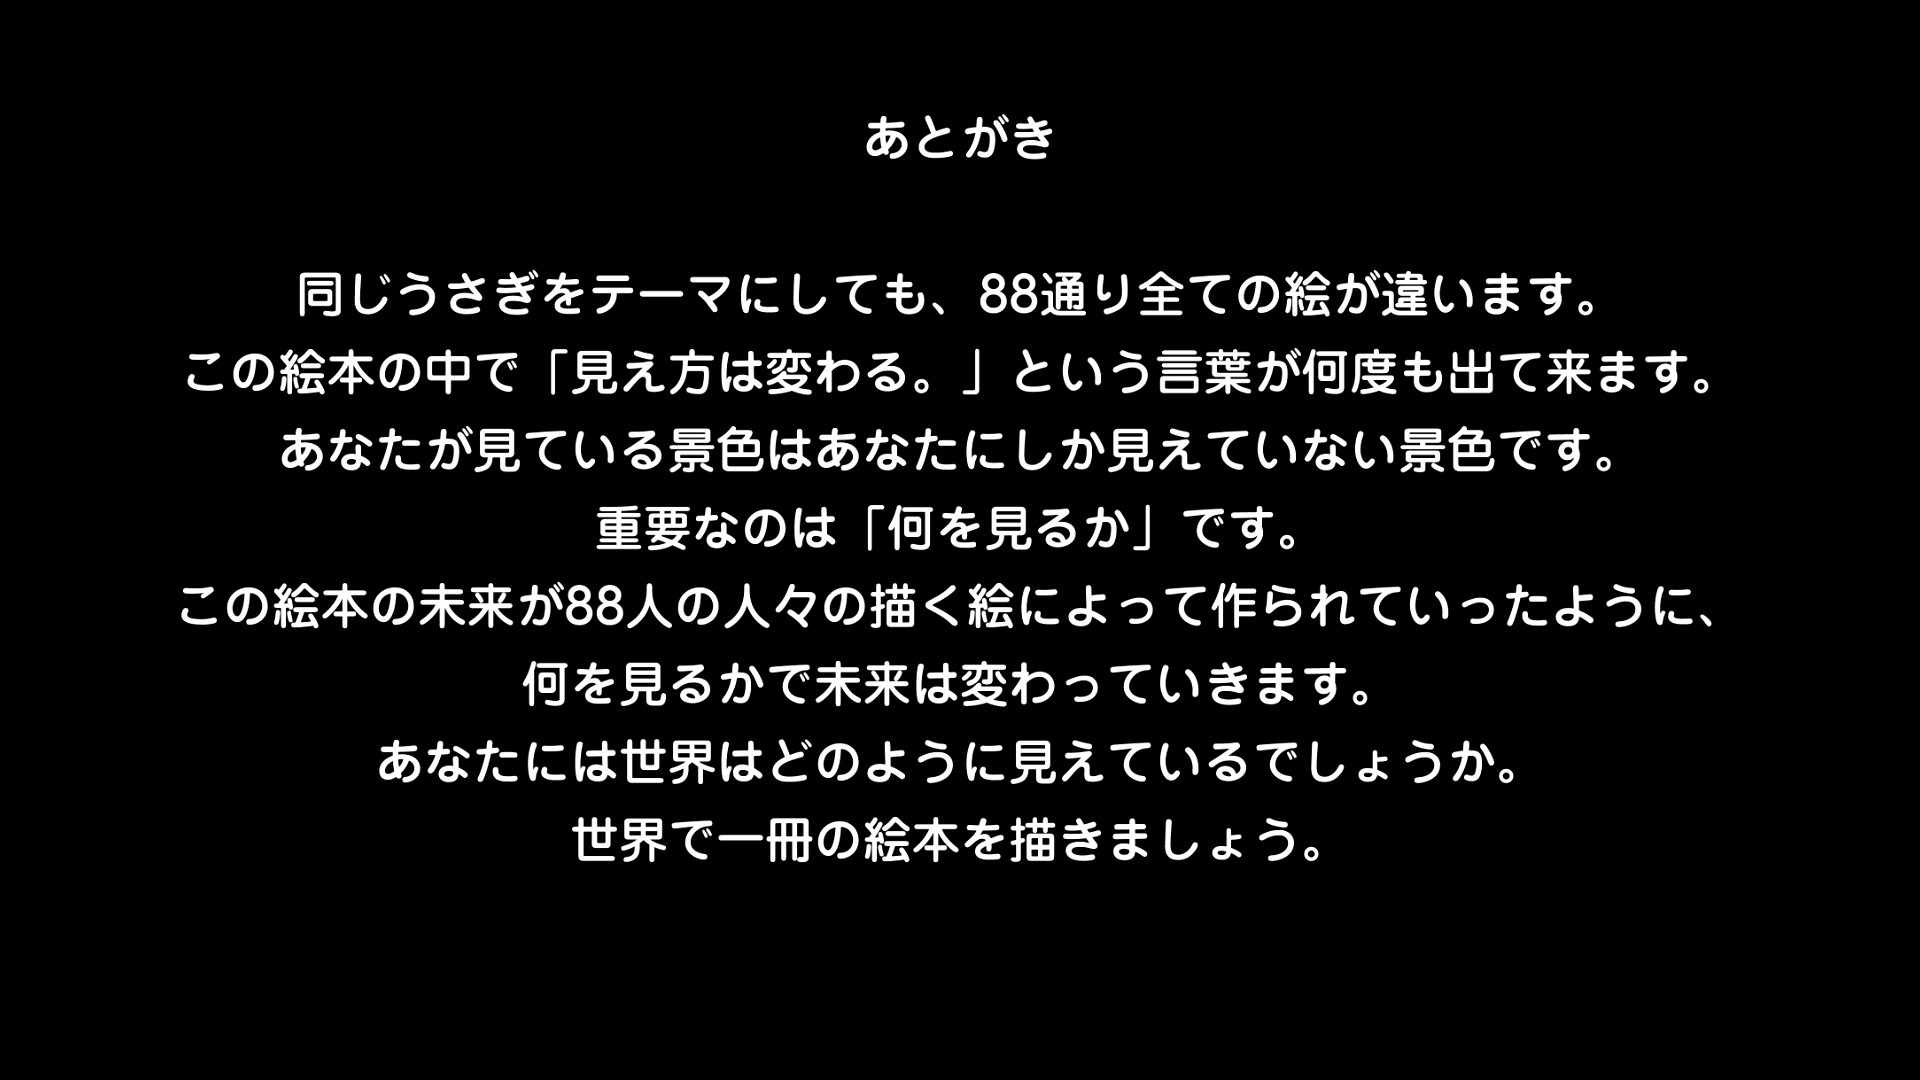 あとがき
同じうさぎをテーマにしても、88通り全ての絵が違います。
この絵本の中で「見え方は変わる。」という言葉が何度も出て来ます。
あなたが見ている景色はあなたにしか見えていない景色です。
重要なのは「何を見るか」です。
この絵本の未来が88人の人々の描く絵によって作られていったように、
何を見るかで未来は変わっていきます。
あなたには世界はどのように見えているでしょうか。
世界で一冊の絵本を描きましょう。